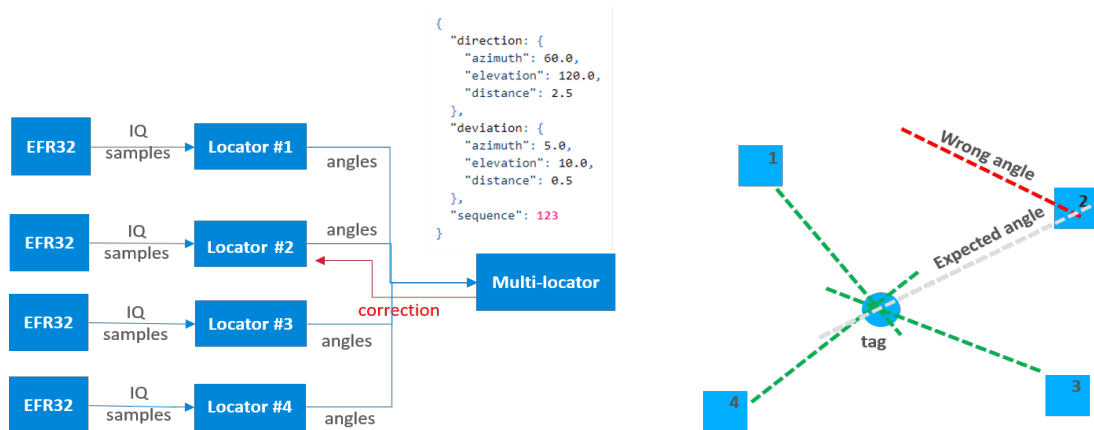 {
"direction: {
"azimuth": 60.0,
"elevation": 120.0,
"distance": 2.5
},
"deviation: {
"azimuth": 5.0,
"elevation": 10.0,
"distance": 0.5
},
"sequence": 123
}
EFR32
IQ
samples
Locator #1
angles
EFR32
IQ
samples
Locator #2
angles
Multi-locator
correction
EFR32
IQ
samples
Locator #3
angles
EFR32
IQ
samples
Locator #4
angles
1
Wrong angle
2
Expected angle
tag
3
4